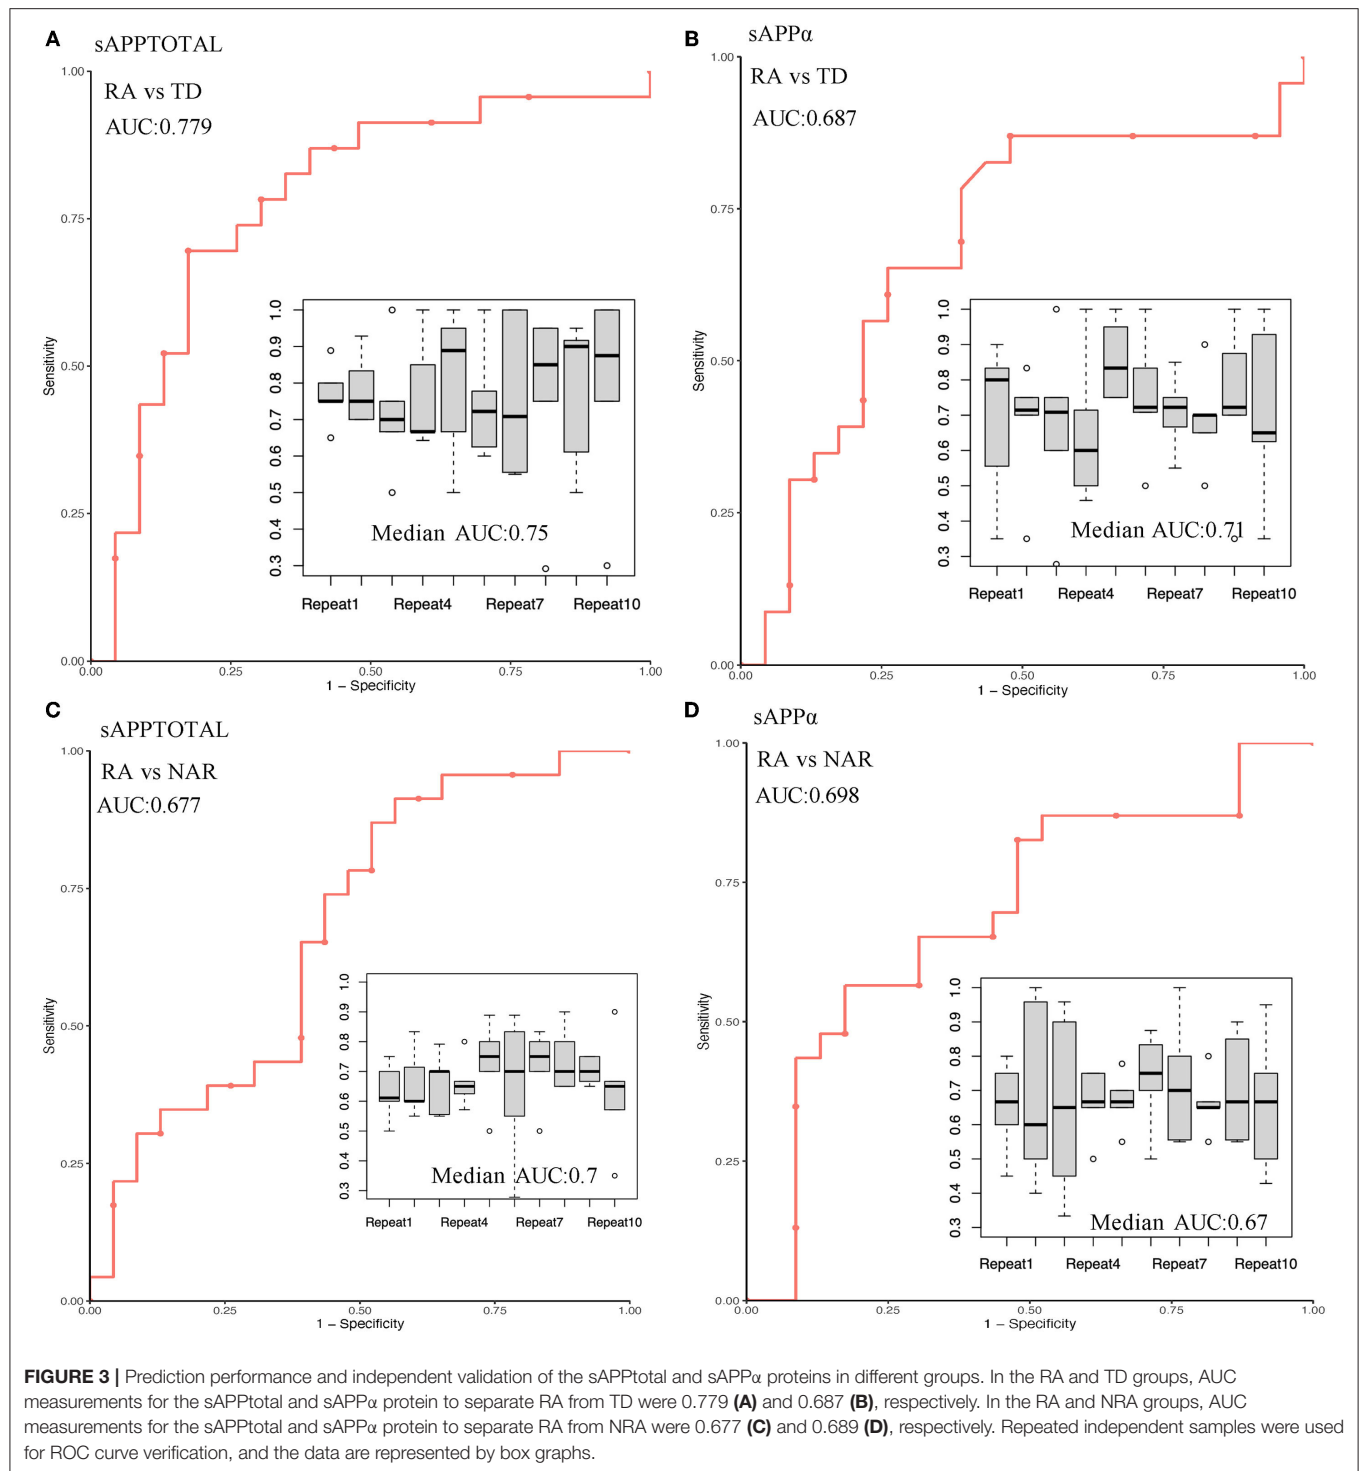 A
sAPPTOTAL
RA vs TD
AUC:0.779
1.00
0.75
0.50
0.25
0.00
Sensitivity
0.00 0.25 0.50 0.75 1.00
1 − Specificity
1.0
0.9
0.8
0.7
0.6
0.5
0.4
0.3
Median AUC:0.75
Repeat1 Repeat4 Repeat7 Repeat10
B
sAPPα
RA vs TD
AUC:0.687
1.00
0.75
0.50
0.25
0.00
Sensitivity
0.00 0.25 0.50 0.75 1.00
1 − Specificity
1.0
0.9
0.8
0.7
0.6
0.5
0.4
0.3
Median AUC:0.71
Repeat1 Repeat4 Repeat7 Repeat10
C
sAPPTOTAL
RA vs NAR
AUC:0.677
1.00
0.75
0.50
0.25
0.00
Sensitivity
0.00 0.25 0.50 0.75 1.00
1 − Specificity
1.0
0.9
0.8
0.7
0.6
0.5
0.4
0.3
Median AUC:0.7
Repeat1 Repeat4 Repeat7 Repeat10
D
sAPPα
RA vs NAR
AUC:0.698
1.00
0.75
0.50
0.25
0.00
Sensitivity
0.00 0.25 0.50 0.75 1.00
1 − Specificity
1.0
0.9
0.8
0.7
0.6
0.5
0.4
0.3
Median AUC:0.67
Repeat1 Repeat4 Repeat7 Repeat10
FIGURE 3 | Prediction performance and independent validation of the sAPPtotal and sAPPα proteins in different groups. In the RA and TD groups, AUC
measurements for the sAPPtotal and sAPPα protein to separate RA from TD were 0.779 (A) and 0.687 (B), respectively. In the RA and NRA groups, AUC
measurements for the sAPPtotal and sAPPα protein to separate RA from NRA were 0.677 (C) and 0.689 (D), respectively. Repeated independent samples were used
for ROC curve verification, and the data are represented by box graphs.